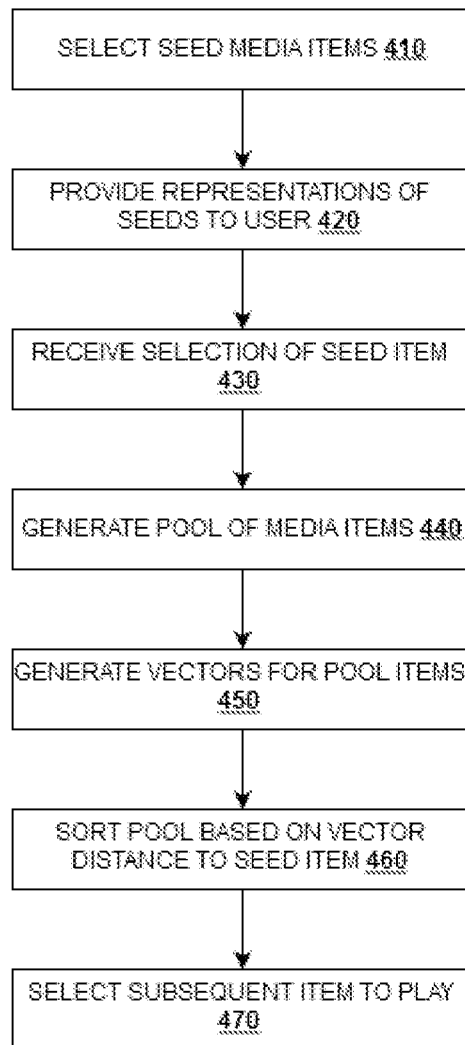 SELECT SEED MEDIA ITEMS 410
PROVIDE REPRESENTATIONS OF
SEEDS TO USER 420
RECEIVE SELECTION OF SEED ITEM
430
GENERATE POOL OF MEDIA ITEMS 440
GENERATE VECTORS FOR POOL ITEMS
450
SORT POOL BASED ON VECTOR
DISTANCE TO SEED ITEM 460
SELECT SUBSEQUENT ITEM TO PLAY
470